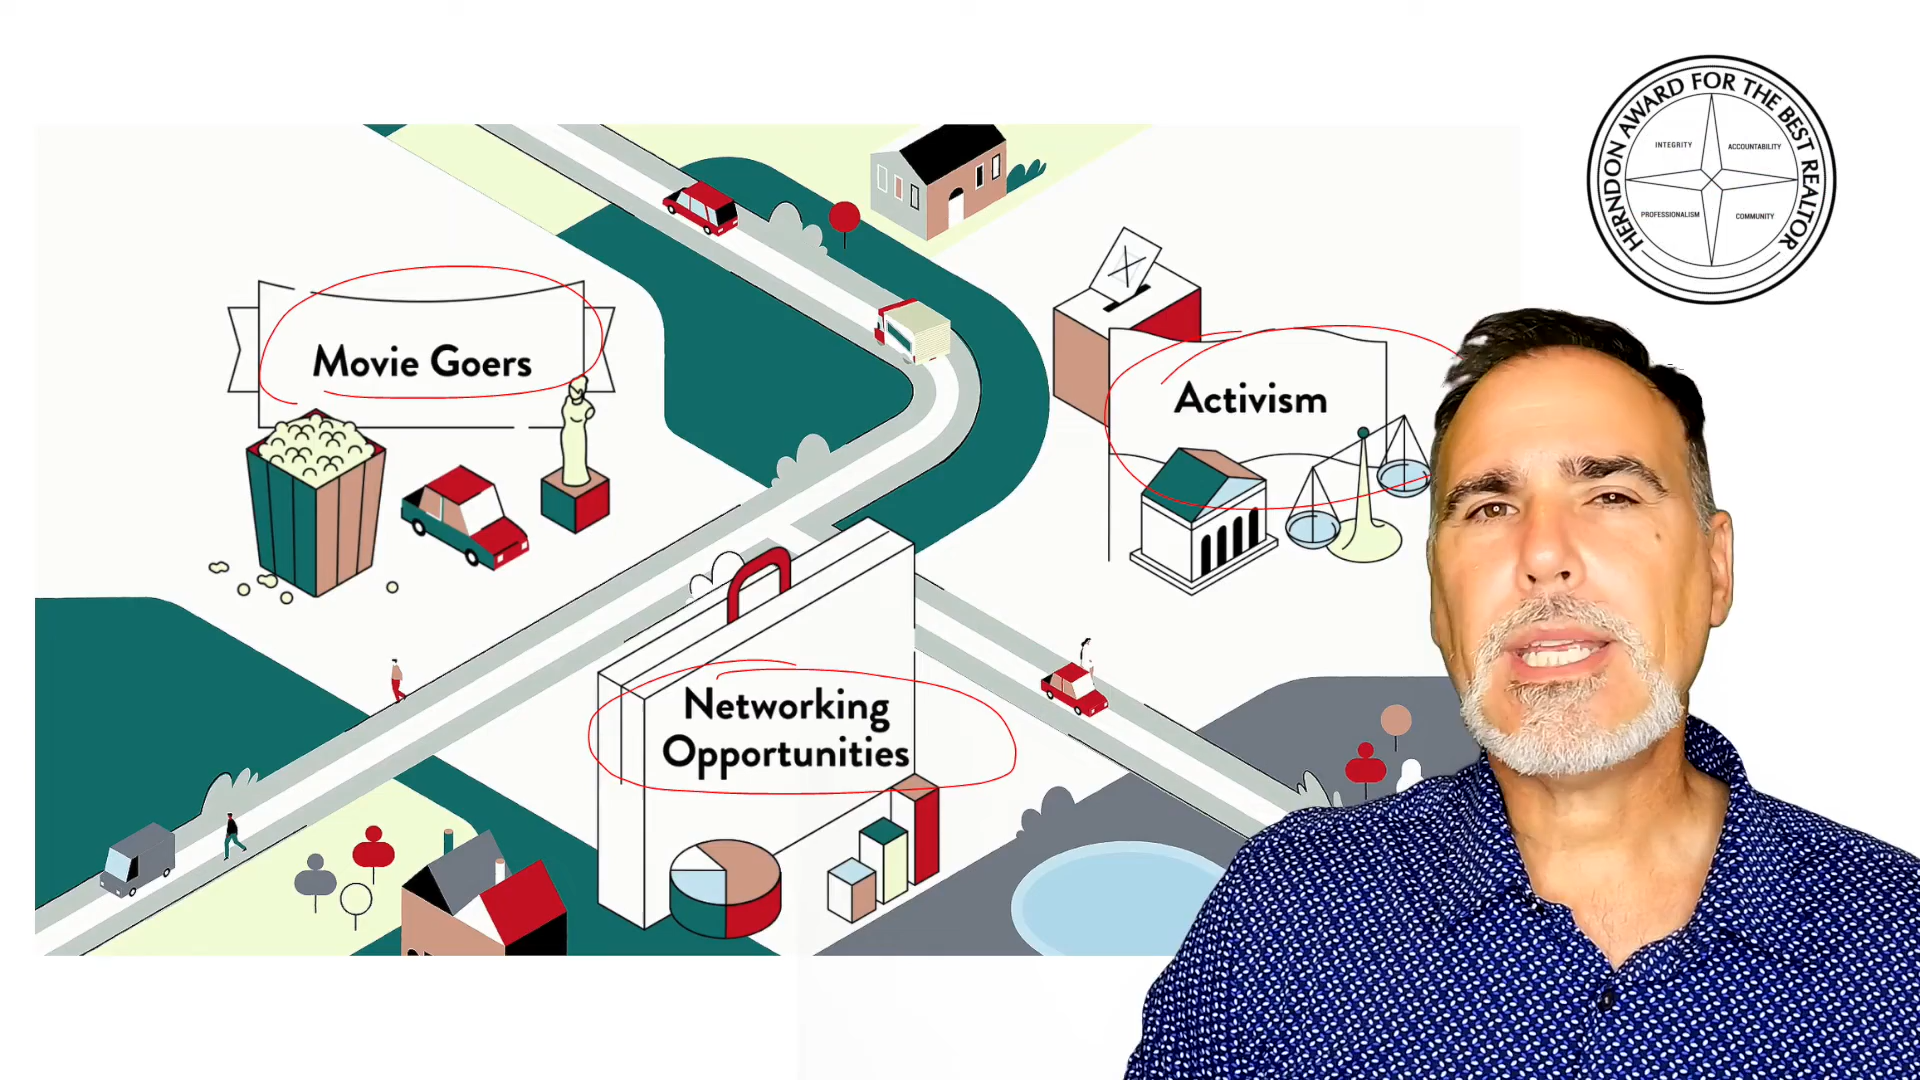 HERNDON AWARD FOR THE BEST REALTOR
INTEGRITY
ACCOUNTABILITY
PROFESSIONALISM
COMMUNITY
Movie Goers
Activism
Networking
Opportunities